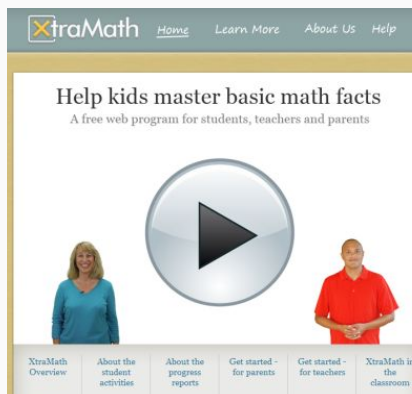 XtraMath Home Learn More About Us Help
Help kids master basic math facts
A free web program for students, teachers and parents
XtraMath
Overview
About the
student
activities
About the
progress
reports
Get started -
for parents
Get started -
for teachers
XtraMath in
the
classroom